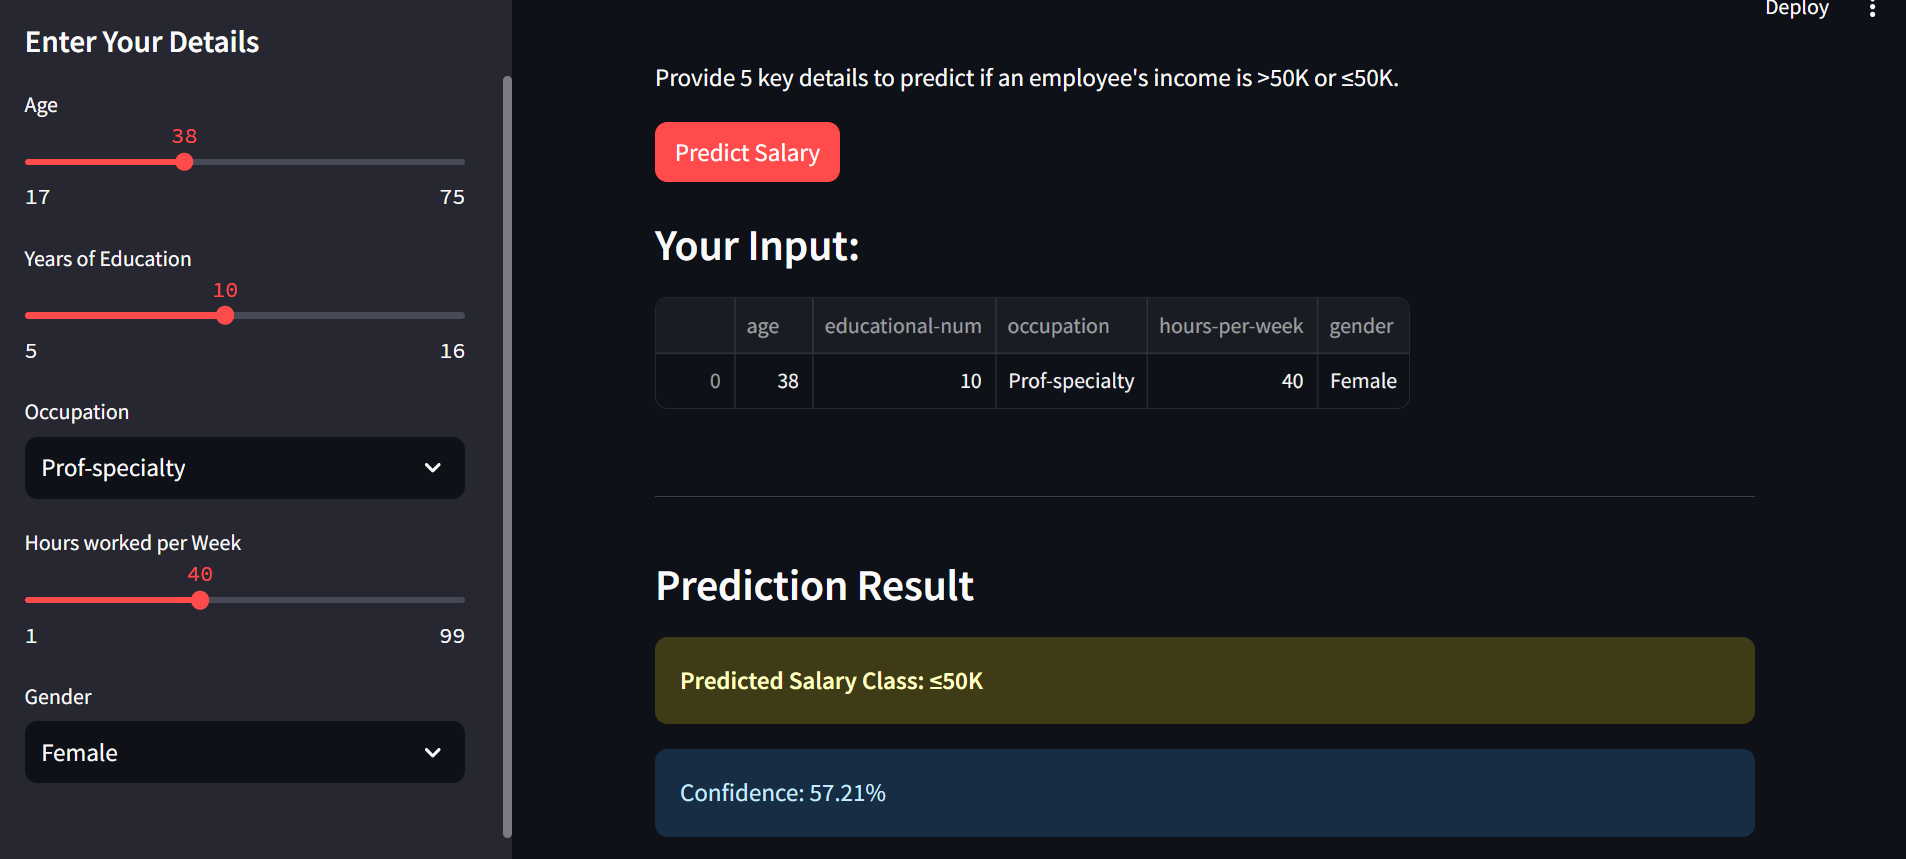 Enter Your Details
Age
38
17 75
Years of Education
10
5 16
Occupation
Prof-specialty
Hours worked per Week
40
1 99
Gender
Female
Deploy
Provide 5 key details to predict if an employee's income is >50K or ≤50K.
Predict Salary
Your Input:
age educational-num occupation hours-per-week gender
0 38 10 Prof-specialty 40 Female
Prediction Result
Predicted Salary Class: ≤50K
Confidence: 57.21%